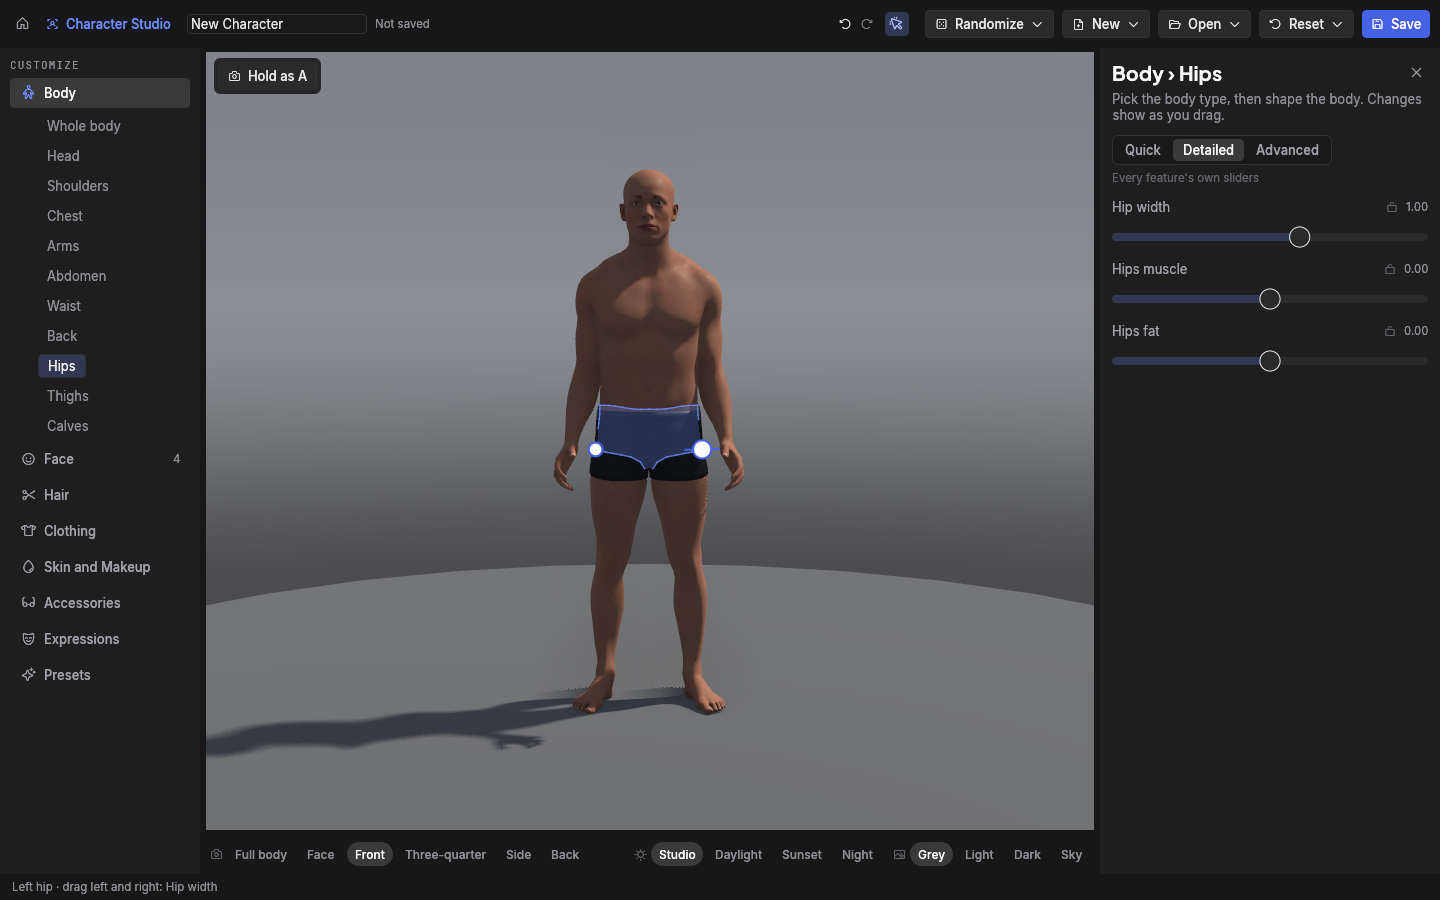 Character Studio
New Character
Not saved
Randomize
New
Open
Reset
Save
CUSTOMIZE
Body
Whole body
Head
Shoulders
Chest
Arms
Abdomen
Waist
Back
Hips
Thighs
Calves
Face 4
Hair
Clothing
Skin and Makeup
Accessories
Expressions
Presets
Hold as A
Body › Hips
Pick the body type, then shape the body. Changes
show as you drag.
Quick Detailed Advanced
Every feature's own sliders
Hip width 1.00
Hips muscle 0.00
Hips fat 0.00
Full body Face Front Three-quarter Side Back
Studio Daylight Sunset Night
Grey Light Dark Sky
Left hip · drag left and right: Hip width